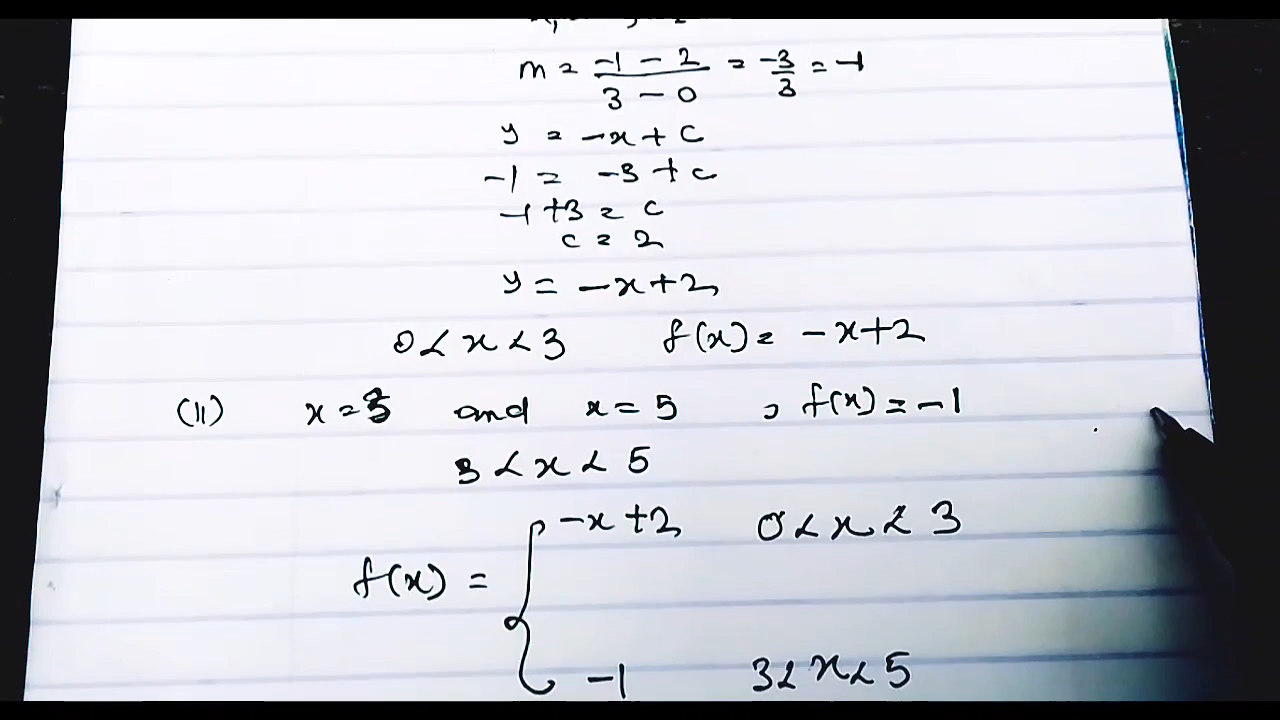 m = -1 - 2 / 3 - 0 = -3/3 = -1
y = -x + c
-1 = -3 + c
-1 +3 = c
c = 2
y = -x+2
0 < x < 3 f(x) = -x+2
(11) x = 3 and x = 5 , f(x) = -1
3 < x < 5
f(x) = { -x +2 0 < x < 3
-1 3 < x < 5